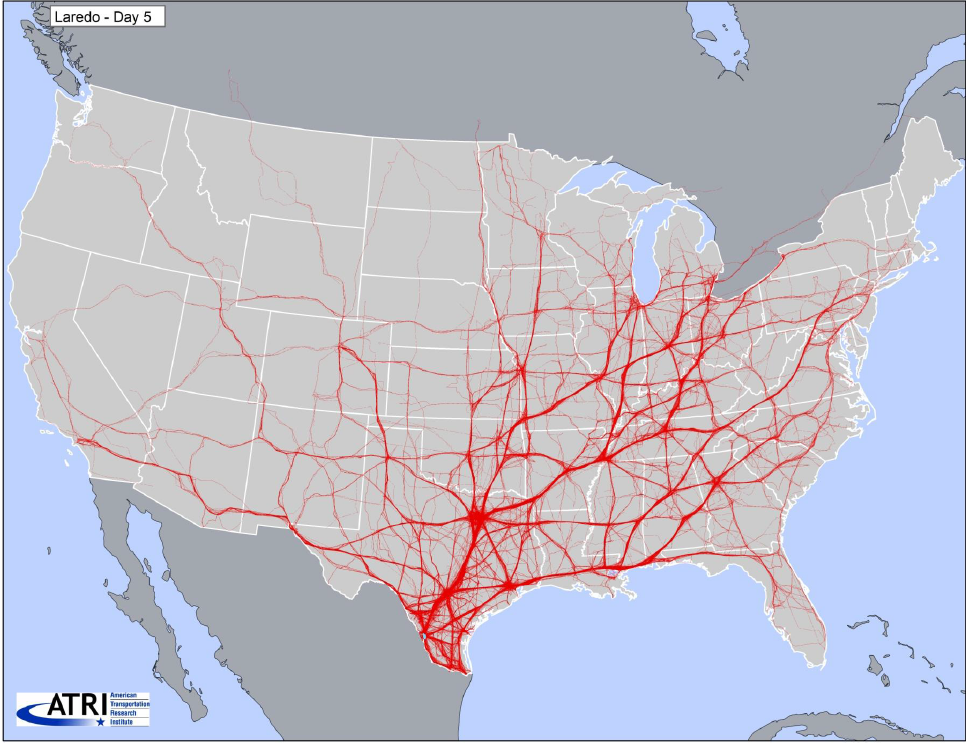 Laredo - Day 5
ATRI
American
Transportation
Research
Institute